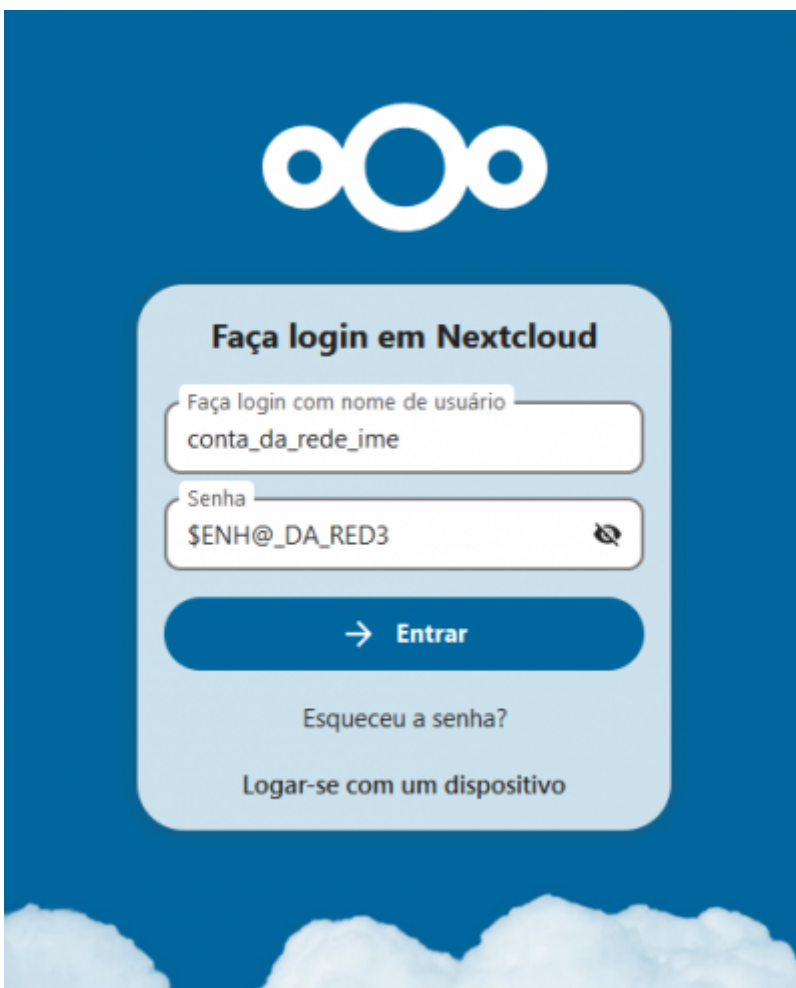 Faça login em Nextcloud
Faça login com nome de usuário
conta_da_rede_ime
Senha
$ENH@_DA_RED3
→ Entrar
Esqueceu a senha?
Logar-se com um dispositivo